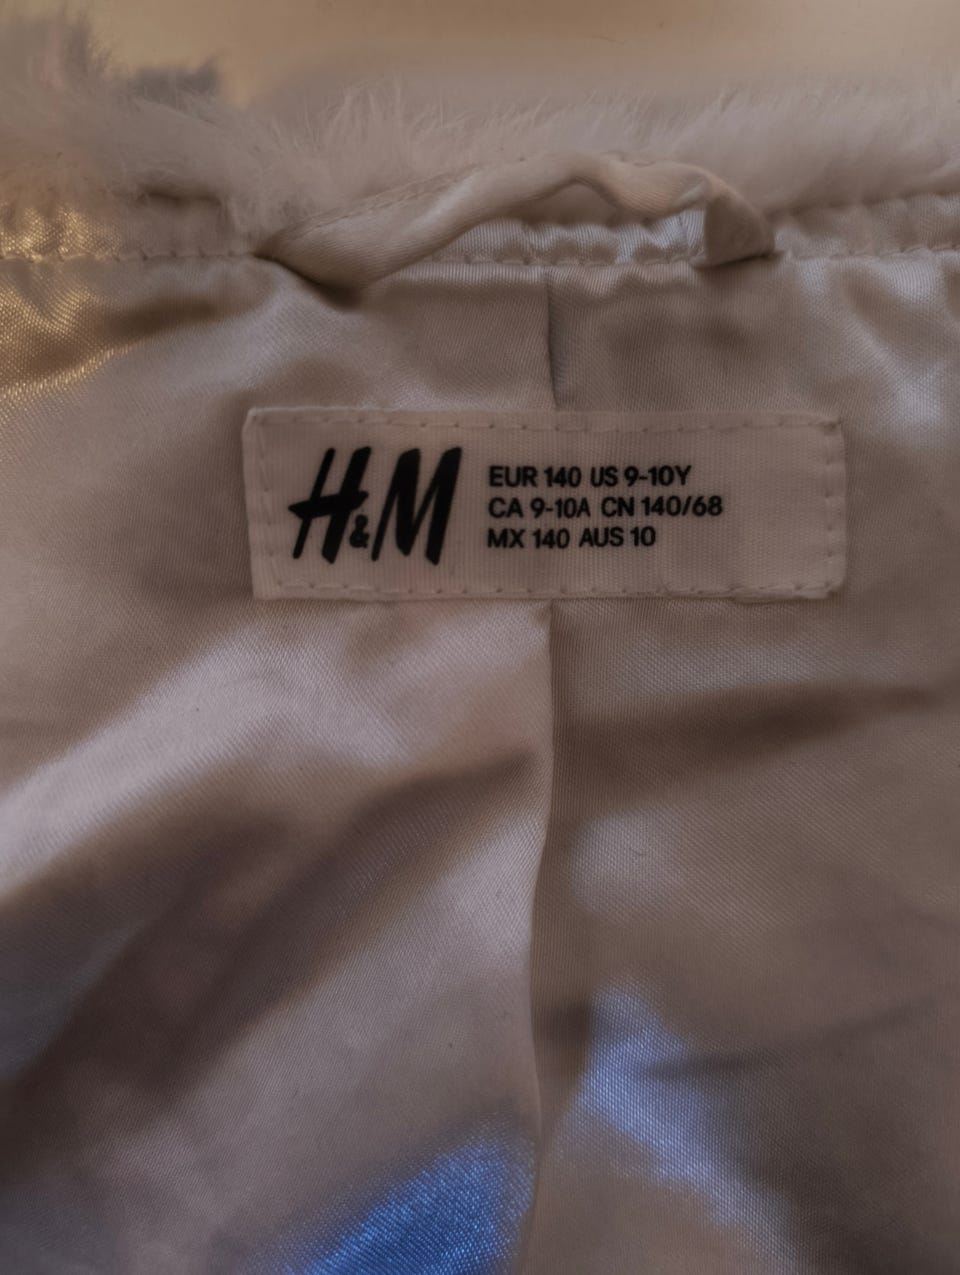 H&M
EUR 140 US 9-10Y
CA 9-10A CN 140/68
MX 140 AUS 10